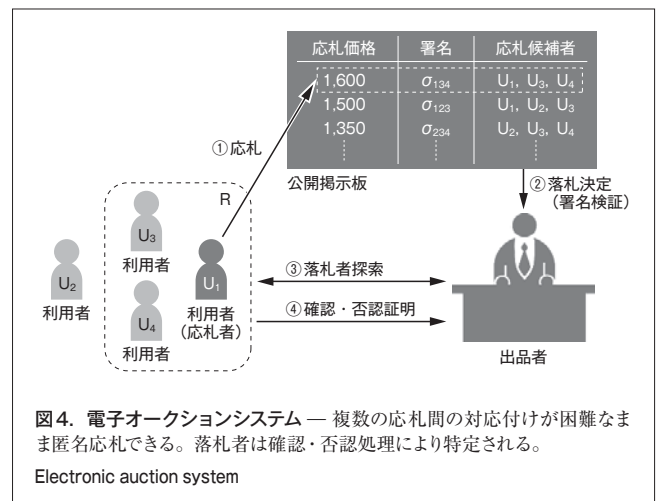 応札価格 署名 応札候補者
1,600 σ134 U1, U3, U4
1,500 σ123 U1, U2, U3
1,350 σ234 U2, U3, U4
①応札
公開掲示板
②落札決定
（署名検証）
R
U3
利用者
U2
利用者
U1
利用者
（応札者）
U4
利用者
③落札者探索
④確認・否認証明
出品者
図4．電子オークションシステム — 複数の応札間の対応付けが困難なま
ま匿名応札できる。落札者は確認・否認処理により特定される。
Electronic auction system